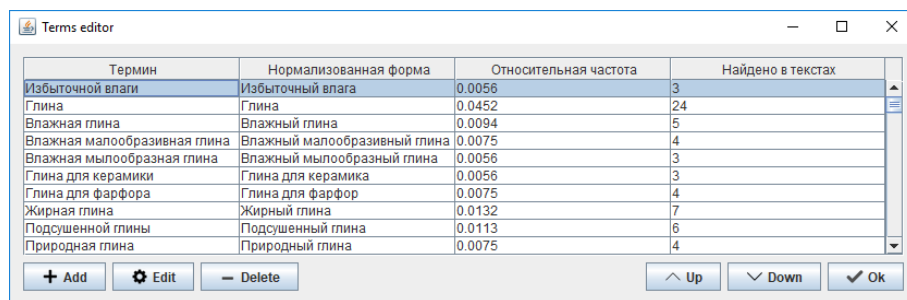 Terms editor
Термин Нормализованная форма Относительная частота Найдено в текстах
Избыточной влаги Избыточный влага 0.0056 3
Глина Глина 0.0452 24
Влажная глина Влажный глина 0.0094 5
Влажная малообразивная глина Влажный малообразивный глина 0.0075 4
Влажная мылообразная глина Влажный мылообразный глина 0.0056 3
Глина для керамики Глина для керамика 0.0056 3
Глина для фарфора Глина для фарфор 0.0075 4
Жирная глина Жирный глина 0.0132 7
Подсушенной глины Подсушенный глина 0.0113 6
Природная глина Природный глина 0.0075 4
Add Edit Delete Up Down Ok